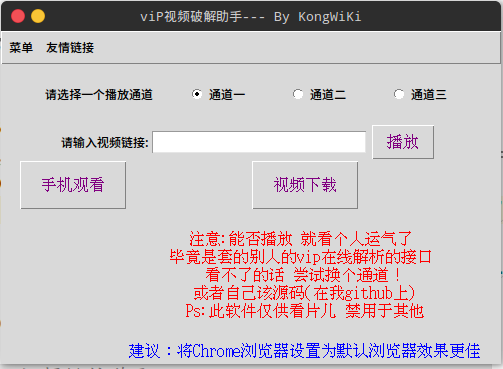 viP视频破解助手--- By KongWiKi
菜单 友情链接
请选择一个播放通道 通道一 通道二 通道三
请输入视频链接: 播放
手机观看 视频下载
注意:能否播放 就看个人运气了
毕竟是套的别人的vip在线解析的接口
看不了的话 尝试换个通道！
或者自己该源码(在我github上)
Ps:此软件仅供看片儿 禁用于其他
建议：将Chrome浏览器设置为默认浏览器效果更佳